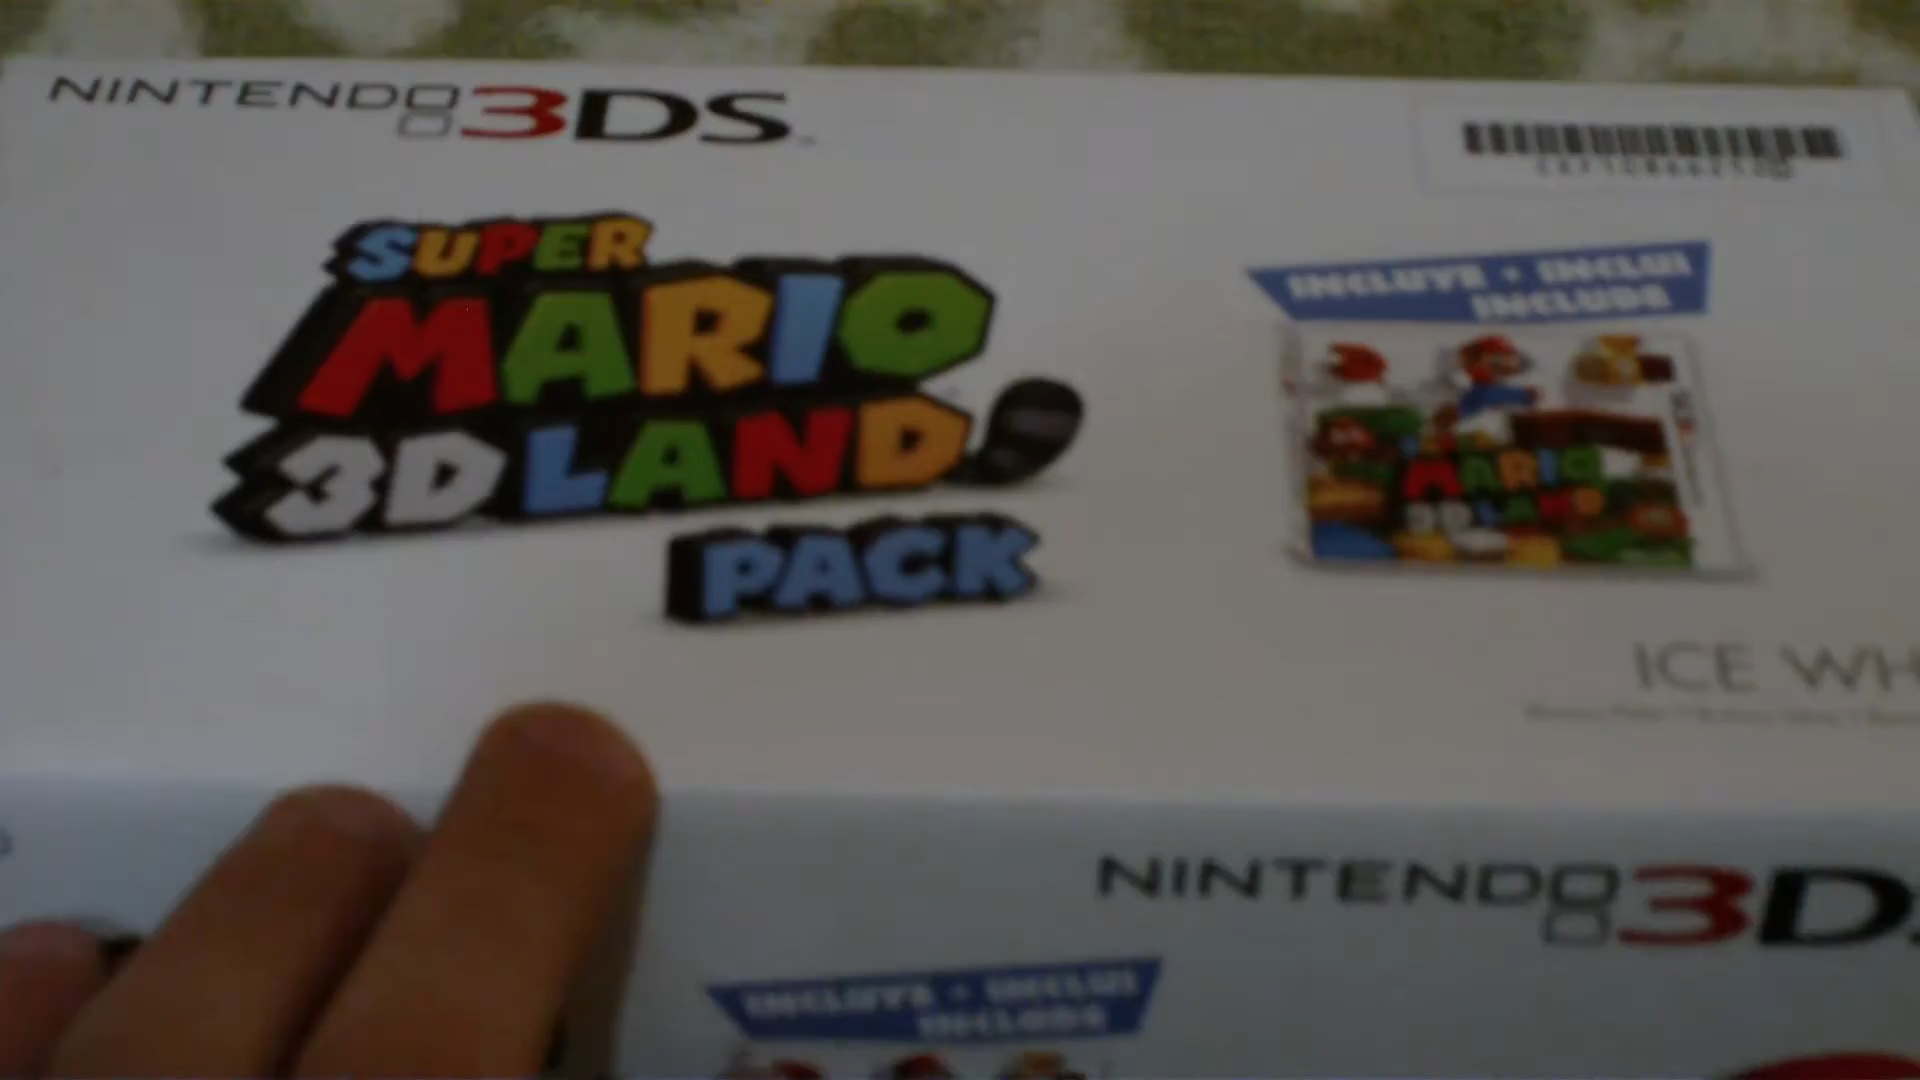 NINTENDO 3DS™
SUPER
MARIO
3D LAND
PACK
INCLUYE • INCLUI
INCLUDE
MARIO
3D LAND
ICE WH
NINTENDO 3DS
INCLUYE • INCLUI
INCLUDE